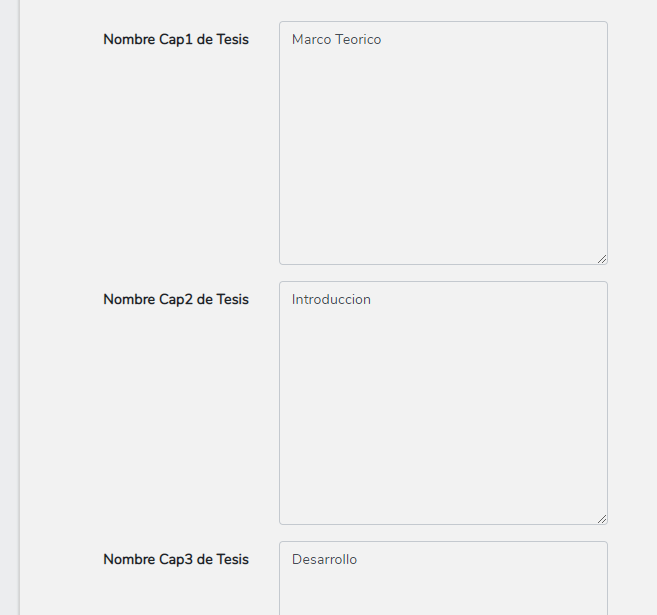 Nombre Cap1 de Tesis
Marco Teorico
Nombre Cap2 de Tesis
Introduccion
Nombre Cap3 de Tesis
Desarrollo